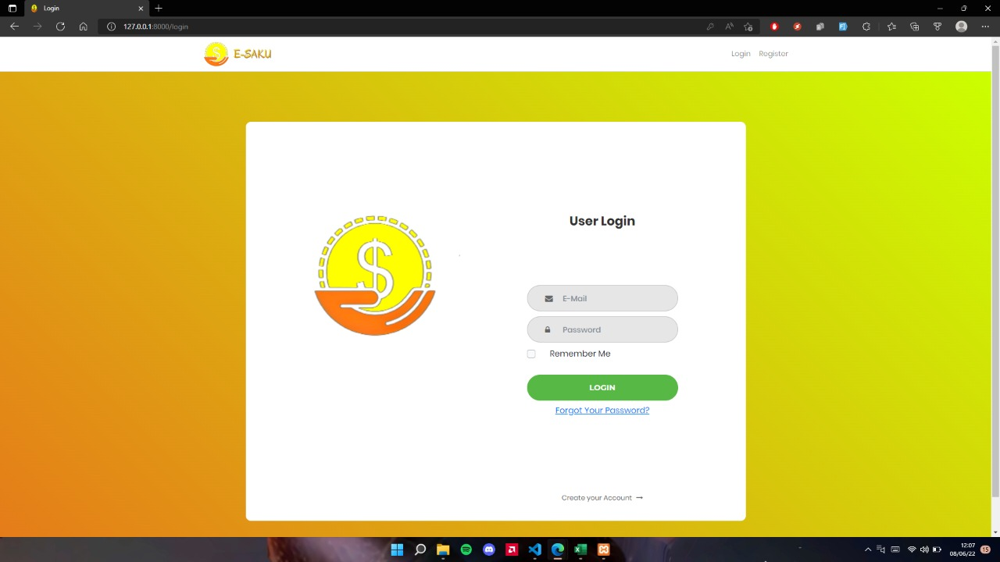 Login
127.0.0.1:8000/login
E-SAKU
Login
Register
User Login
E-Mail
Password
Remember Me
LOGIN
Forgot Your Password?
Create your Account →
12:07
08/06/22
15